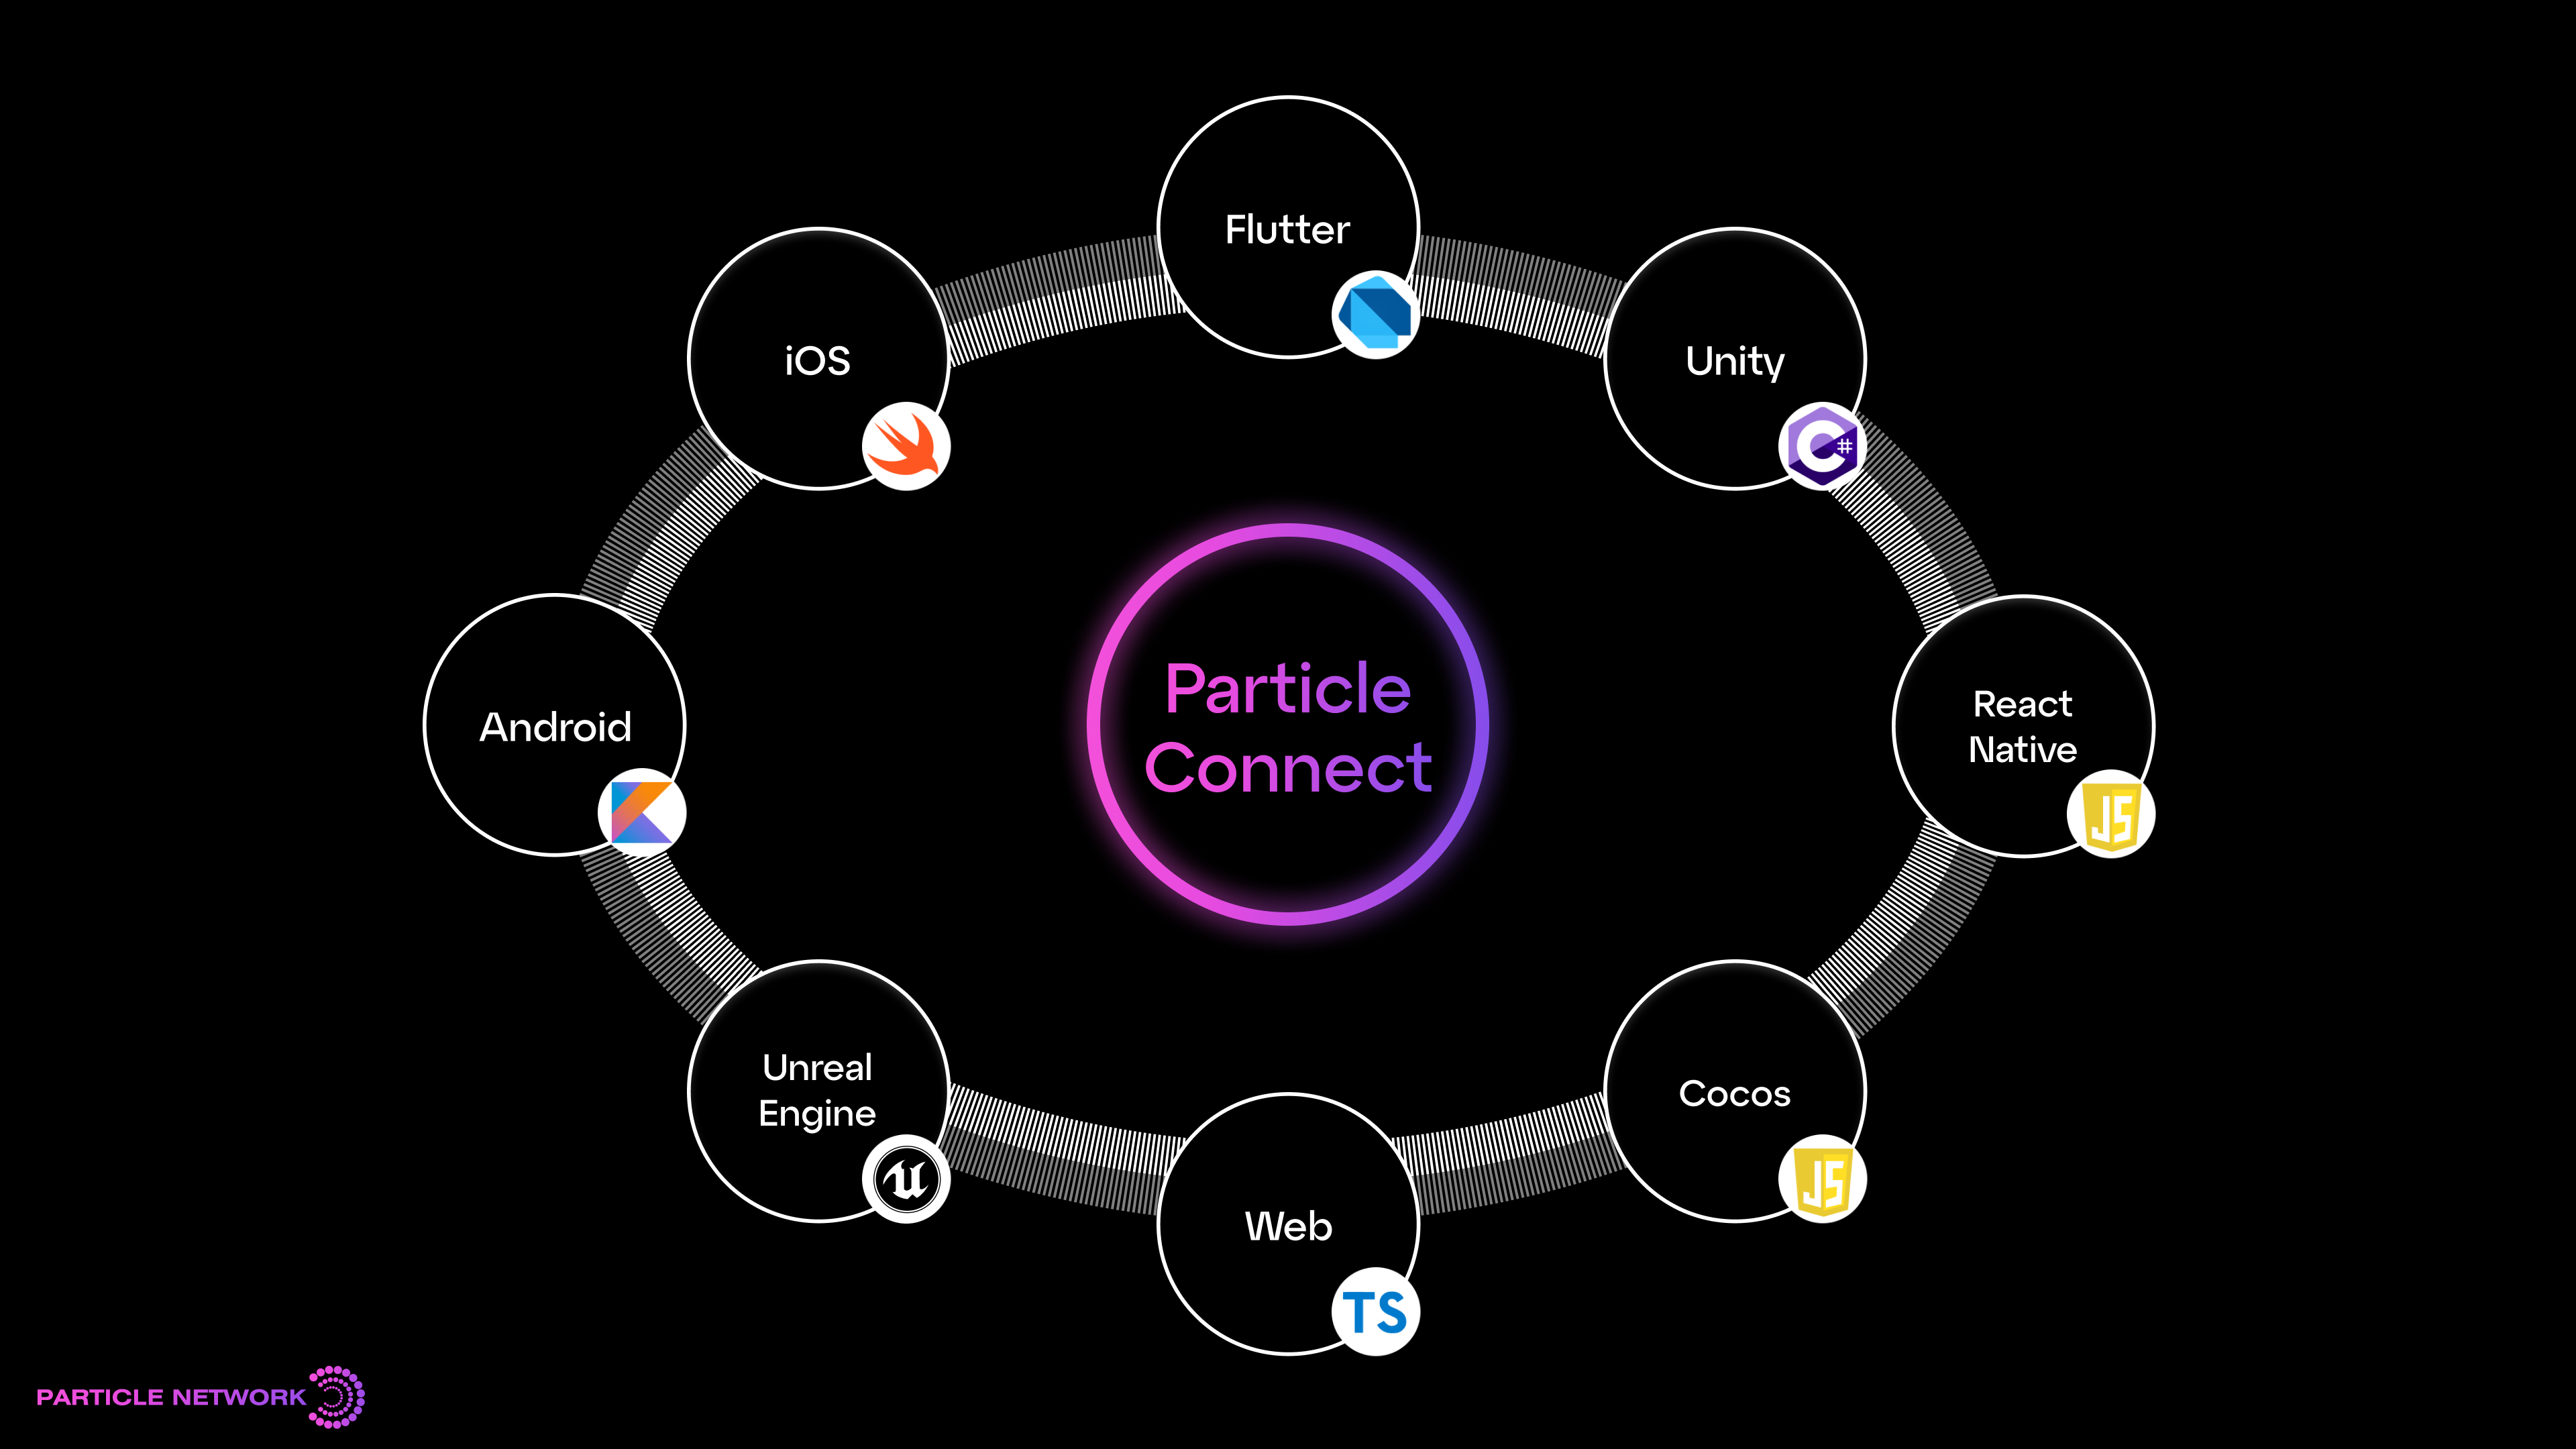 Flutter
iOS
Unity
C#
Particle
Connect
Android
React
Native
JS
Unreal
Engine
Cocos
JS
Web
TS
PARTICLE NETWORK